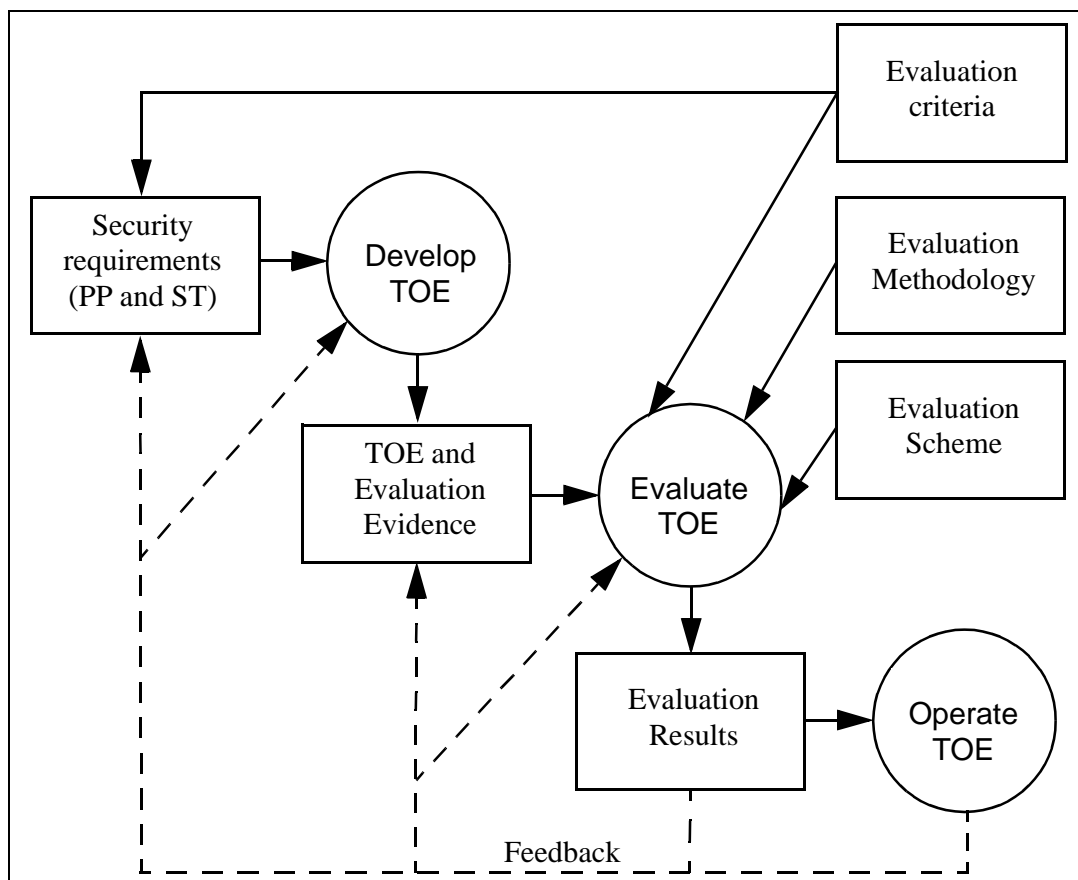 Evaluation
criteria
Security
requirements
(PP and ST)
Develop
TOE
Evaluation
Methodology
Evaluation
Scheme
TOE and
Evaluation
Evidence
Evaluate
TOE
Evaluation
Results
Operate
TOE
Feedback